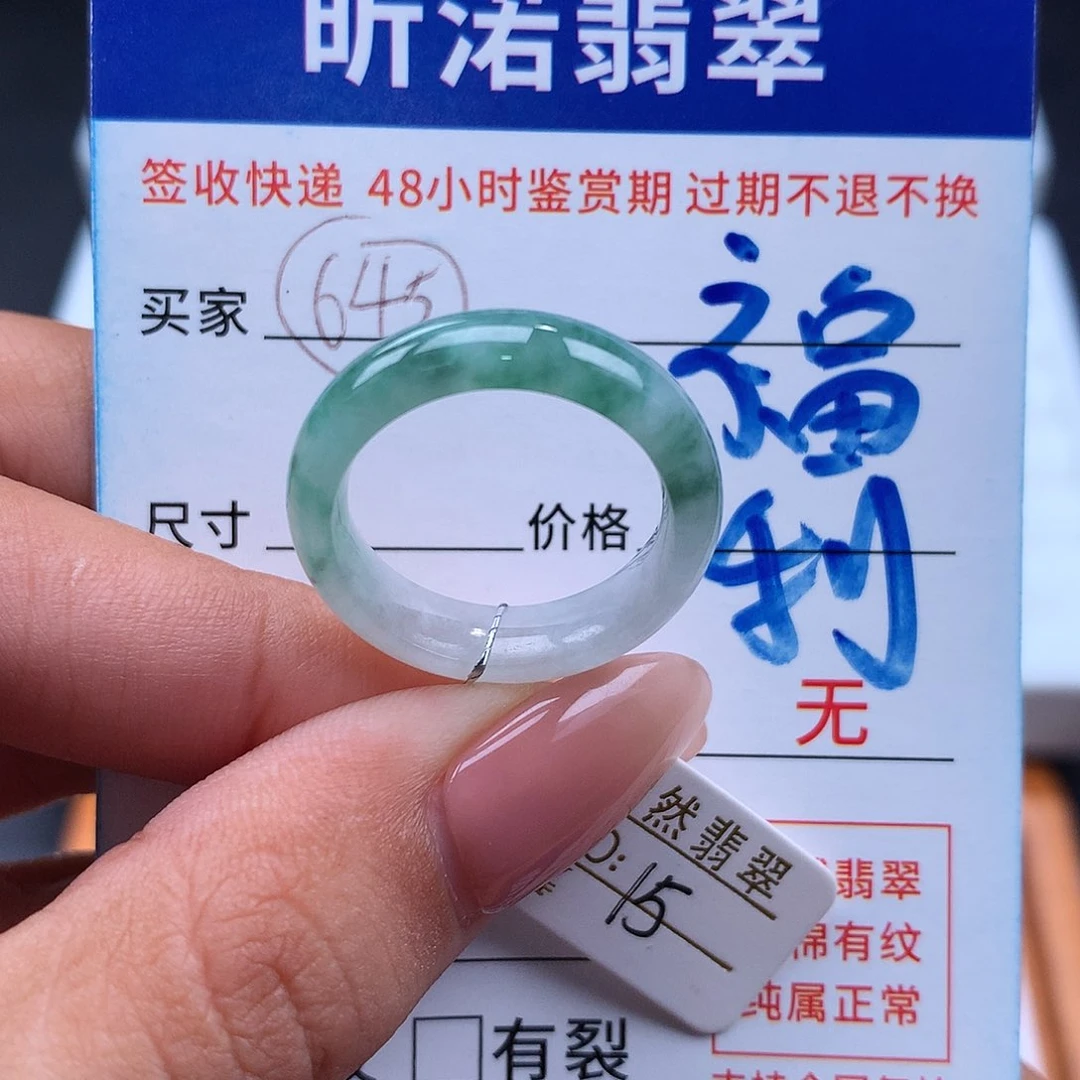 昕渃翡翠
签收快递 48小时鉴赏期 过期不退不换
买家
645
福利
尺寸
价格
无
然翡翠
15
翡翠
棉有纹
纯属正常
有裂